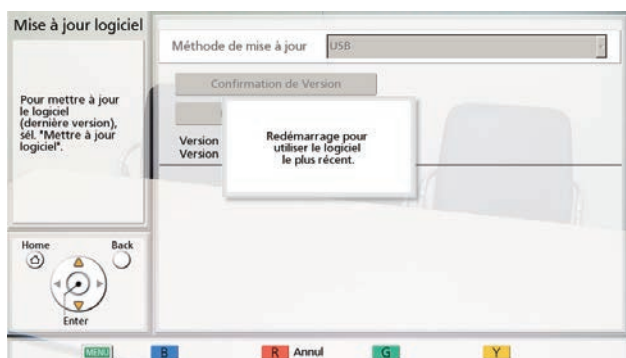 Mise à jour logiciel
Méthode de mise à jour
USB
Confirmation de Version
Pour mettre à jour
le logiciel
(dernière version),
sél. "Mettre à jour
logiciel".
Version
Version
Redémarrage pour
utiliser le logiciel
le plus récent.
Home
Back
Enter
MENU
B
R
Annul
G
Y